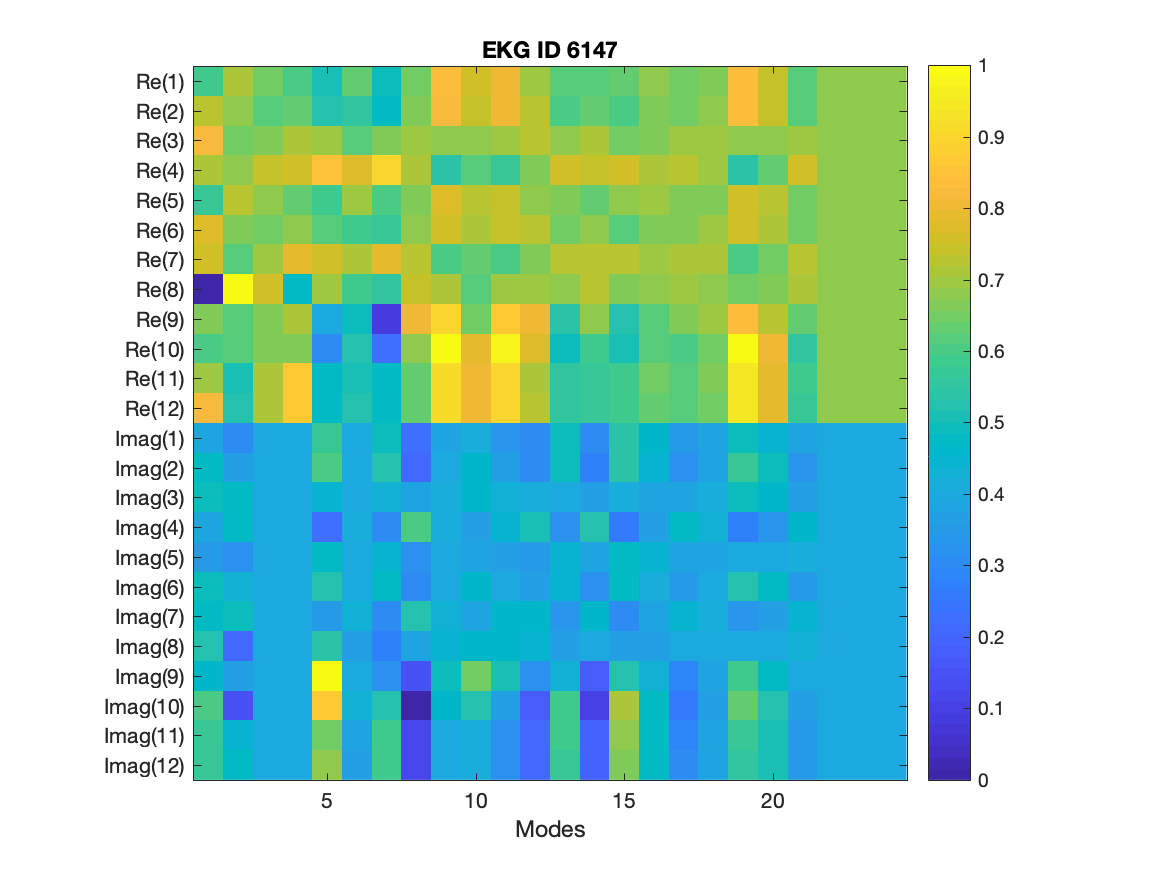 EKG ID 6147
Re(1)
Re(2)
Re(3)
Re(4)
Re(5)
Re(6)
Re(7)
Re(8)
Re(9)
Re(10)
Re(11)
Re(12)
Imag(1)
Imag(2)
Imag(3)
Imag(4)
Imag(5)
Imag(6)
Imag(7)
Imag(8)
Imag(9)
Imag(10)
Imag(11)
Imag(12)
5 10 15 20
Modes
1
0.9
0.8
0.7
0.6
0.5
0.4
0.3
0.2
0.1
0